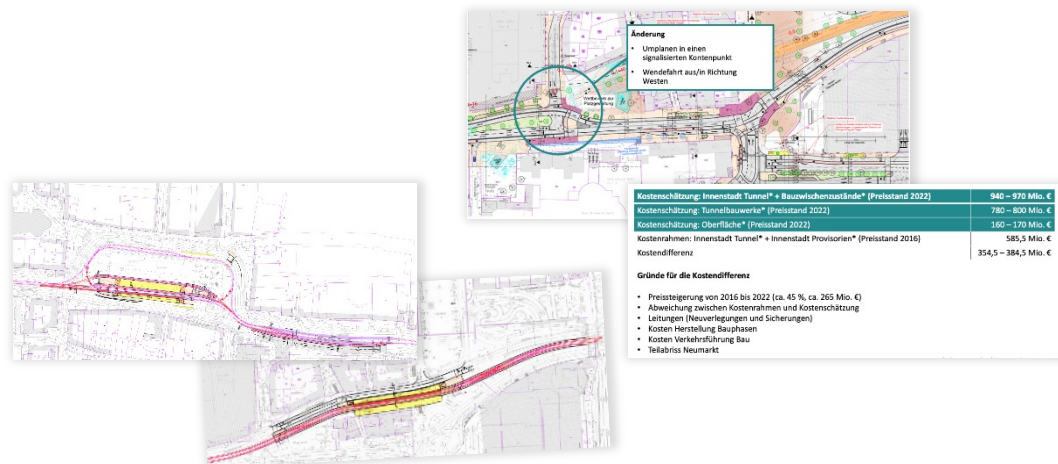 Änderung
• Umplanen in einen
signalisierten Kontenpunkt
• Wendefahrt aus/in Richtung
Westen
Wettbewerb zur
Platzgestaltung
Kostenschätzung: Innenstadt Tunnel* + Bauzwischenzustände* (Preisstand 2022) 940 – 970 Mio. €
Kostenschätzung: Tunnelbauwerke* (Preisstand 2022) 780 – 800 Mio. €
Kostenschätzung: Oberfläche* (Preisstand 2022) 160 – 170 Mio. €
Kostenrahmen: Innenstadt Tunnel* + Innenstadt Provisorien* (Preisstand 2016) 585,5 Mio. €
Kostendifferenz 354,5 – 384,5 Mio. €
Gründe für die Kostendifferenz
• Preissteigerung von 2016 bis 2022 (ca. 45 %, ca. 265 Mio. €)
• Abweichung zwischen Kostenrahmen und Kostenschätzung
• Leitungen (Neuverlegungen und Sicherungen)
• Kosten Herstellung Bauphasen
• Kosten Verkehrsführung Bau
• Teilabriss Neumarkt